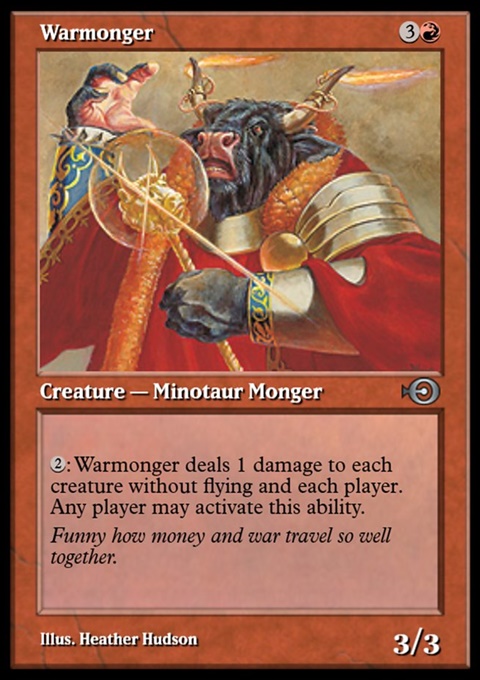 Warmonger
3
Creature — Minotaur Monger
2: Warmonger deals 1 damage to each
creature without flying and each player.
Any player may activate this ability.
Funny how money and war travel so well
together.
Illus. Heather Hudson
3/3